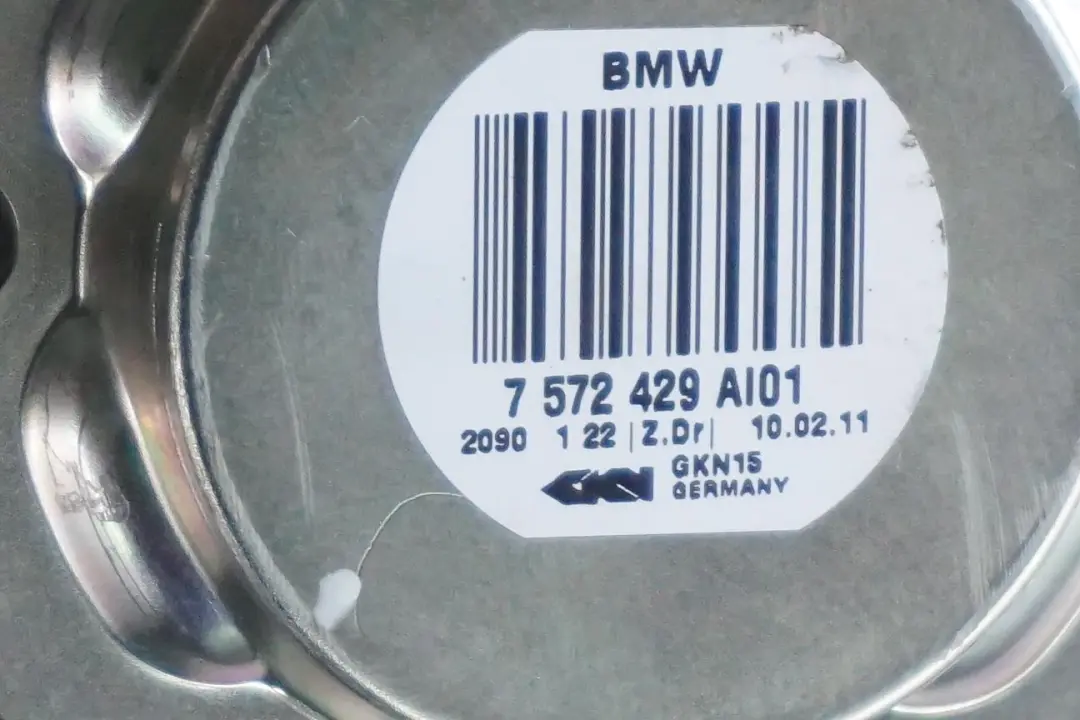 BMW
7 572 429 AI01
2090 1 22 |Z.Dr| 10.02.11
GKN GKN15
GERMANY